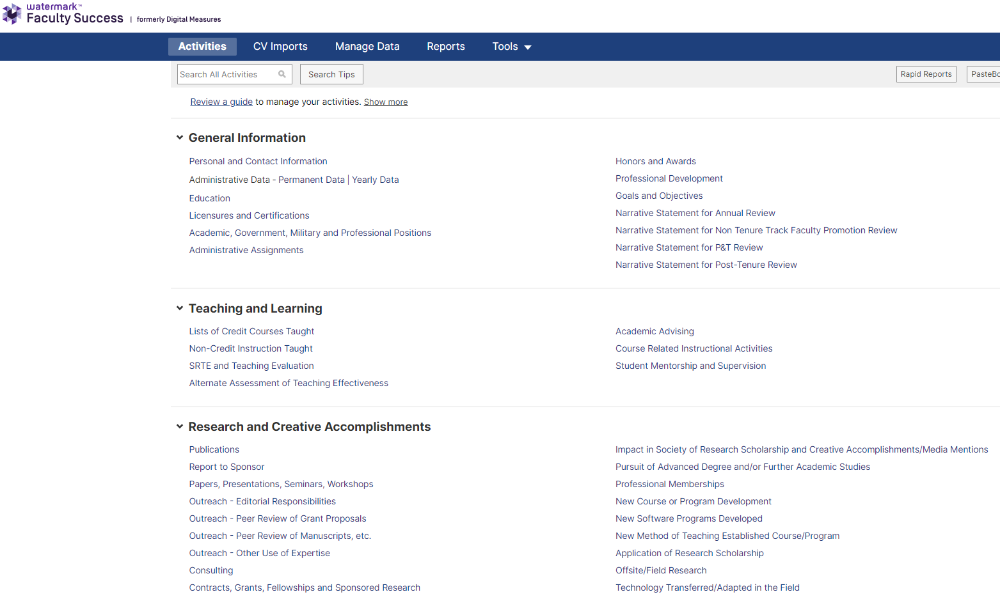 watermark™
Faculty Success | formerly Digital Measures
Activities CV Imports Manage Data Reports Tools
Search All Activities Search Tips Rapid Reports PasteBo
Review a guide to manage your activities. Show more
General Information
Personal and Contact Information
Administrative Data - Permanent Data | Yearly Data
Education
Licensures and Certifications
Academic, Government, Military and Professional Positions
Administrative Assignments
Honors and Awards
Professional Development
Goals and Objectives
Narrative Statement for Annual Review
Narrative Statement for Non Tenure Track Faculty Promotion Review
Narrative Statement for P&T Review
Narrative Statement for Post-Tenure Review
Teaching and Learning
Lists of Credit Courses Taught
Non-Credit Instruction Taught
SRTE and Teaching Evaluation
Alternate Assessment of Teaching Effectiveness
Academic Advising
Course Related Instructional Activities
Student Mentorship and Supervision
Research and Creative Accomplishments
Publications
Report to Sponsor
Papers, Presentations, Seminars, Workshops
Outreach - Editorial Responsibilities
Outreach - Peer Review of Grant Proposals
Outreach - Peer Review of Manuscripts, etc.
Outreach - Other Use of Expertise
Consulting
Contracts, Grants, Fellowships and Sponsored Research
Impact in Society of Research Scholarship and Creative Accomplishments/Media Mentions
Pursuit of Advanced Degree and/or Further Academic Studies
Professional Memberships
New Course or Program Development
New Software Programs Developed
New Method of Teaching Established Course/Program
Application of Research Scholarship
Offsite/Field Research
Technology Transferred/Adapted in the Field